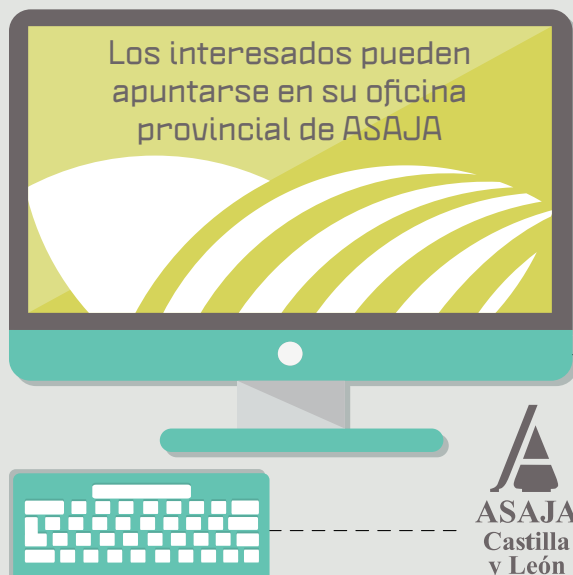 Los interesados pueden
apuntarse en su oficina
provincial de ASAJA
ASAJA
Castilla
y León